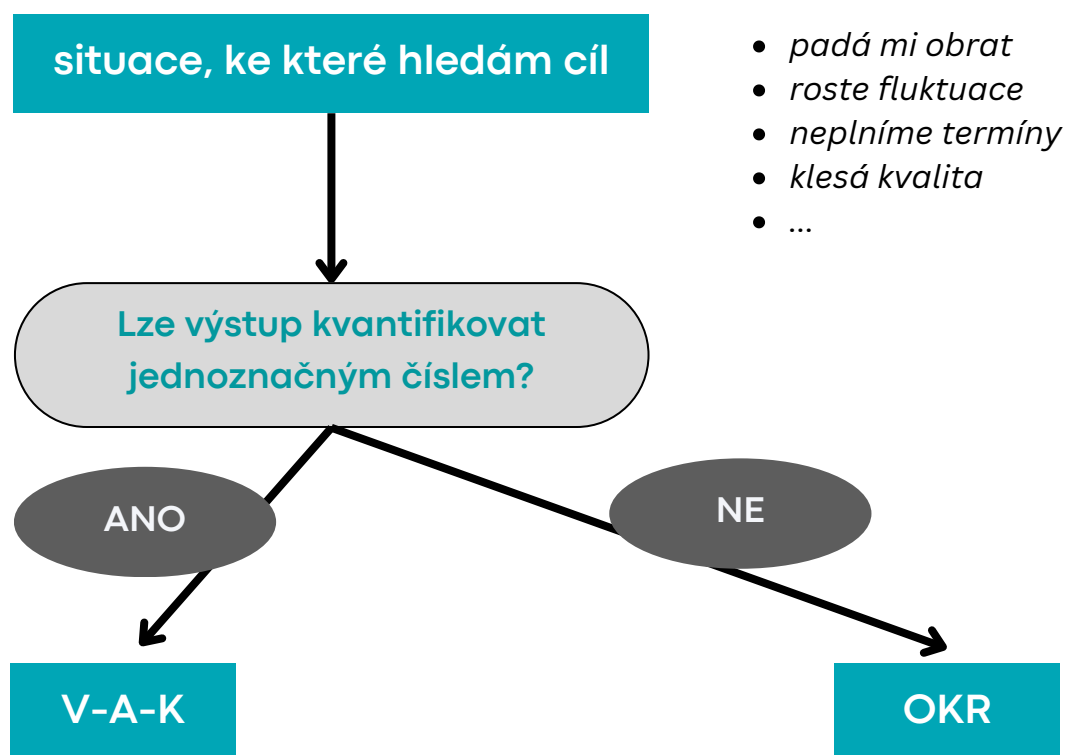 situace, ke které hledám cíl
• padá mi obrat
• roste fluktuace
• neplníme termíny
• klesá kvalita
• ...
Lze výstup kvantifikovat
jednoznačným číslem?
ANO
NE
V-A-K
OKR